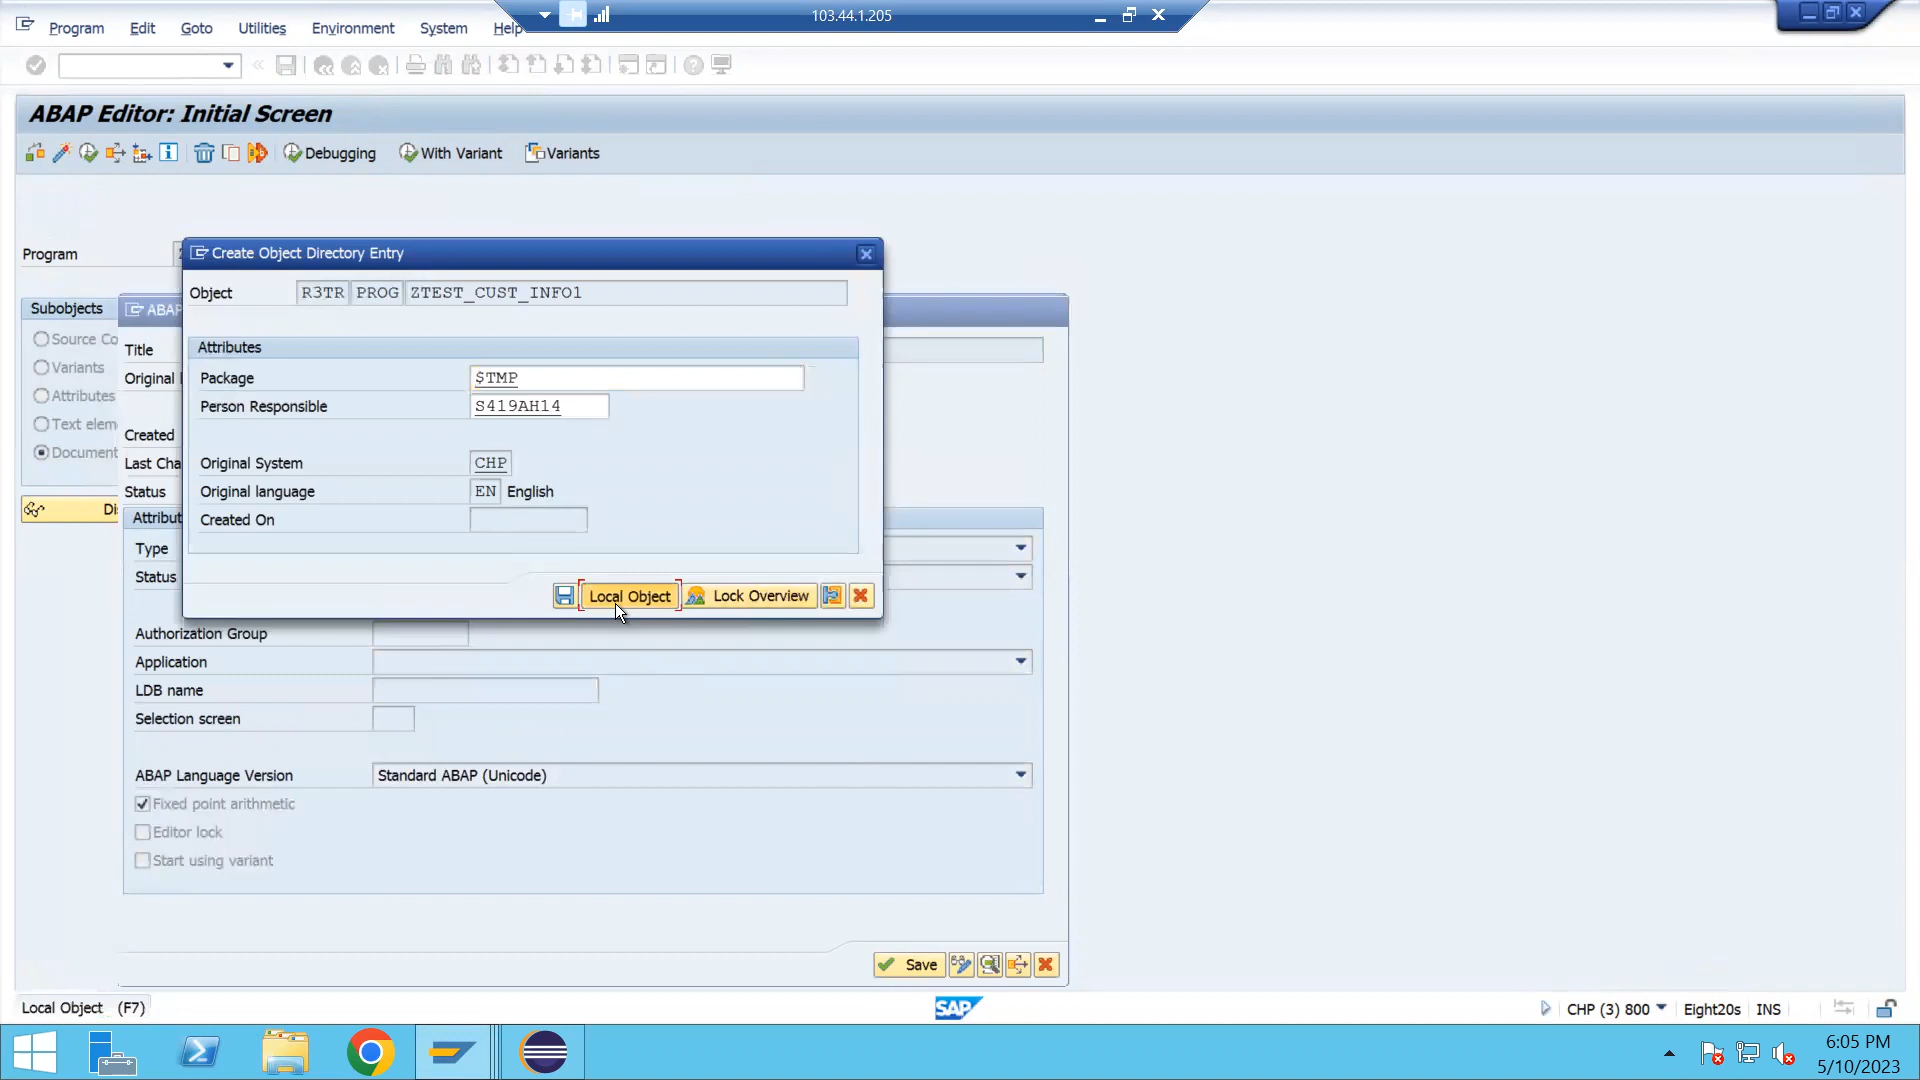 103.44.1.205
Program Edit Goto Utilities Environment System Help
ABAP Editor: Initial Screen
Debugging With Variant Variants
Program
Create Object Directory Entry
Object R3TR PROG ZTEST_CUST_INFO1
Subobjects
ABAP
Source Co
Title
Attributes
Variants
Original
Package $TMP
Attributes
Person Responsible S419AH14
Text elem
Created
Document
Last Cha
Original System CHP
Status
Original language EN English
Di
Attribut
Created On
Type
Status
Local Object Lock Overview
Authorization Group
Application
LDB name
Selection screen
ABAP Language Version Standard ABAP (Unicode)
Fixed point arithmetic
Editor lock
Start using variant
Save
Local Object (F7)
SAP
CHP (3) 800 Eight20s INS
6:05 PM
5/10/2023